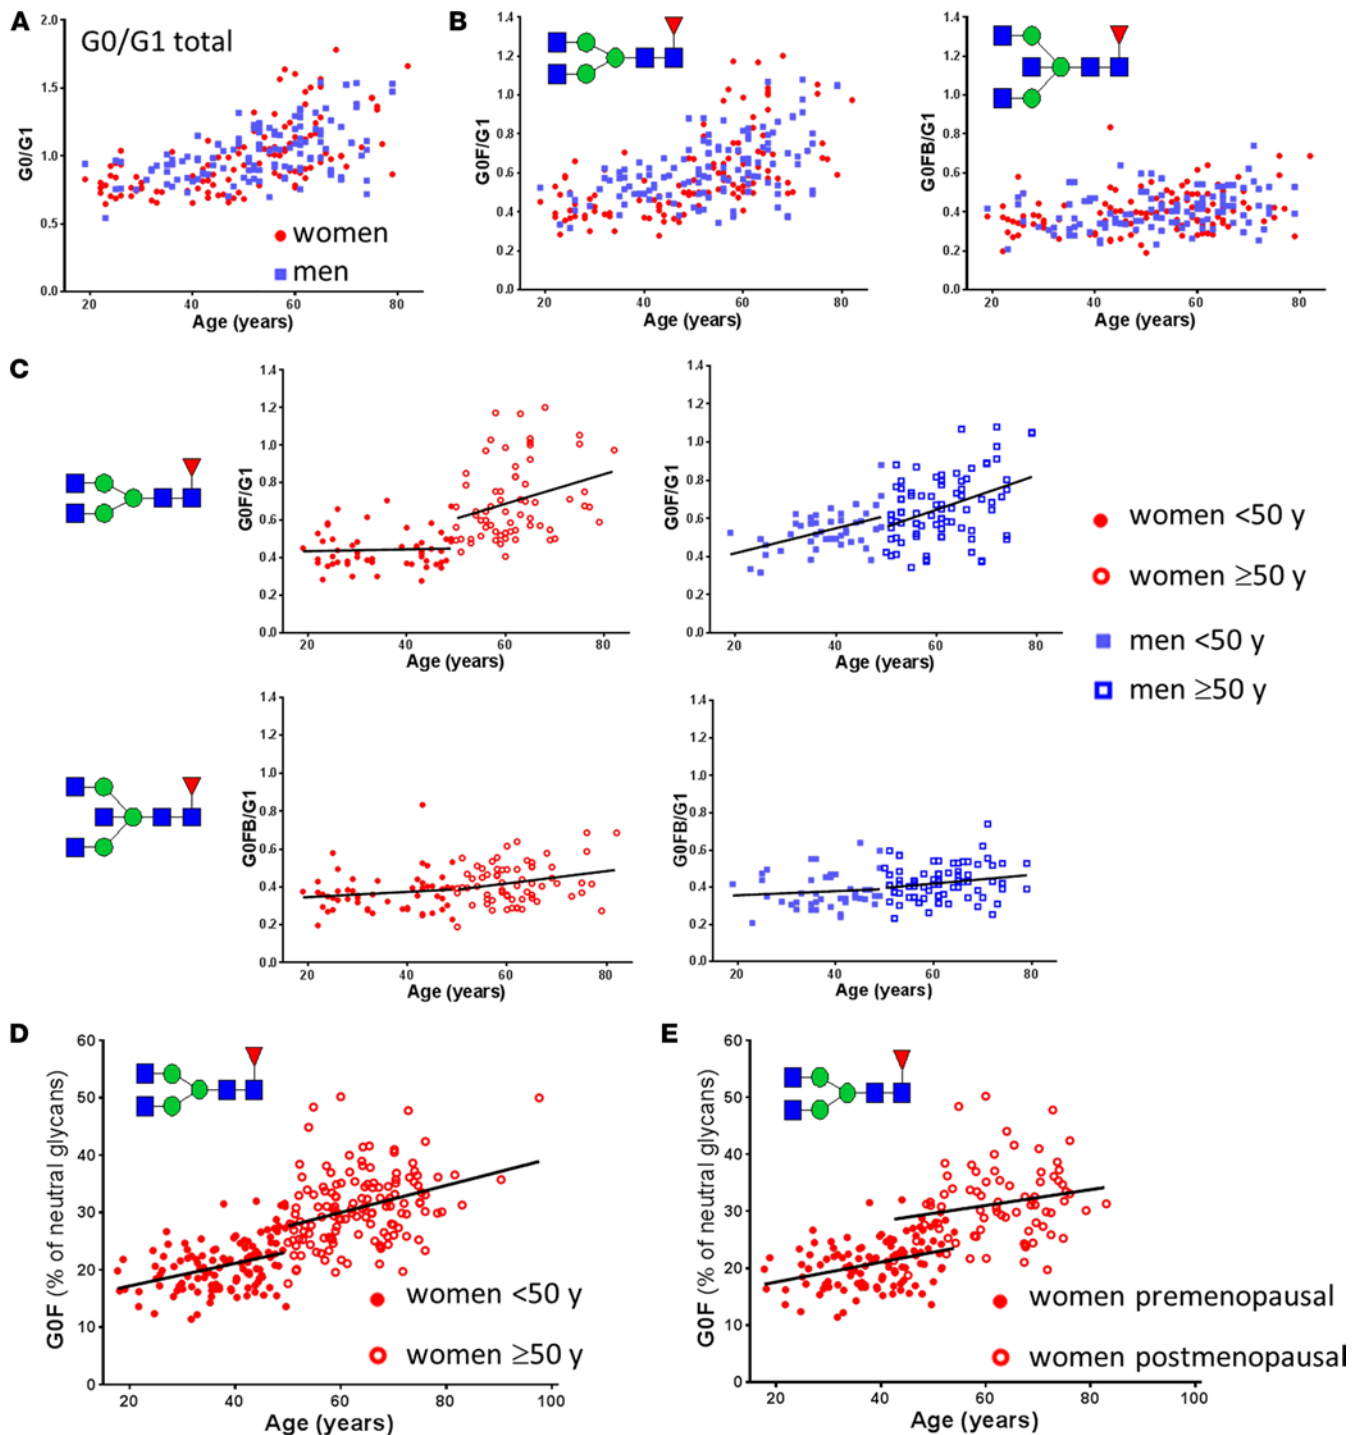 A
G0/G1 total
2.0
1.5
1.0
0.5
0.0
G0/G1
20 40 60 80
Age (years)
women
men
B
1.4
1.2
1.0
0.8
0.6
0.4
0.2
0.0
G0F/G1
20 40 60 80
Age (years)
1.4
1.2
1.0
0.8
0.6
0.4
0.2
0.0
G0FB/G1
20 40 60 80
Age (years)
C
1.4
1.2
1.0
0.8
0.6
0.4
0.2
0.0
G0F/G1
20 40 60 80
Age (years)
1.4
1.2
1.0
0.8
0.6
0.4
0.2
0.0
G0F/G1
20 40 60 80
Age (years)
women <50 y
women ≥50 y
men <50 y
men ≥50 y
1.4
1.2
1.0
0.8
0.6
0.4
0.2
0.0
G0FB/G1
20 40 60 80
Age (years)
1.4
1.2
1.0
0.8
0.6
0.4
0.2
0.0
G0FB/G1
20 40 60 80
Age (years)
D
60
50
40
30
20
10
0
G0F (% of neutral glycans)
20 40 60 80 100
Age (years)
women <50 y
women ≥50 y
E
60
50
40
30
20
10
0
G0F (% of neutral glycans)
20 40 60 80 100
Age (years)
women premenopausal
women postmenopausal